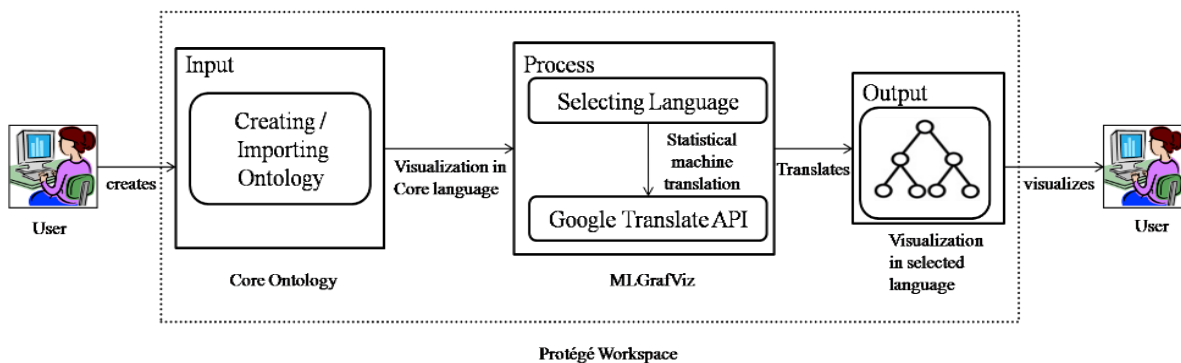 Input
Creating /
Importing
Ontology
creates
User
Core Ontology
Visualization in
Core language
Process
Selecting Language
Statistical
machine
translation
Google Translate API
MLGrafViz
Translates
Output
Visualization
in selected
language
visualizes
User
Protégé Workspace